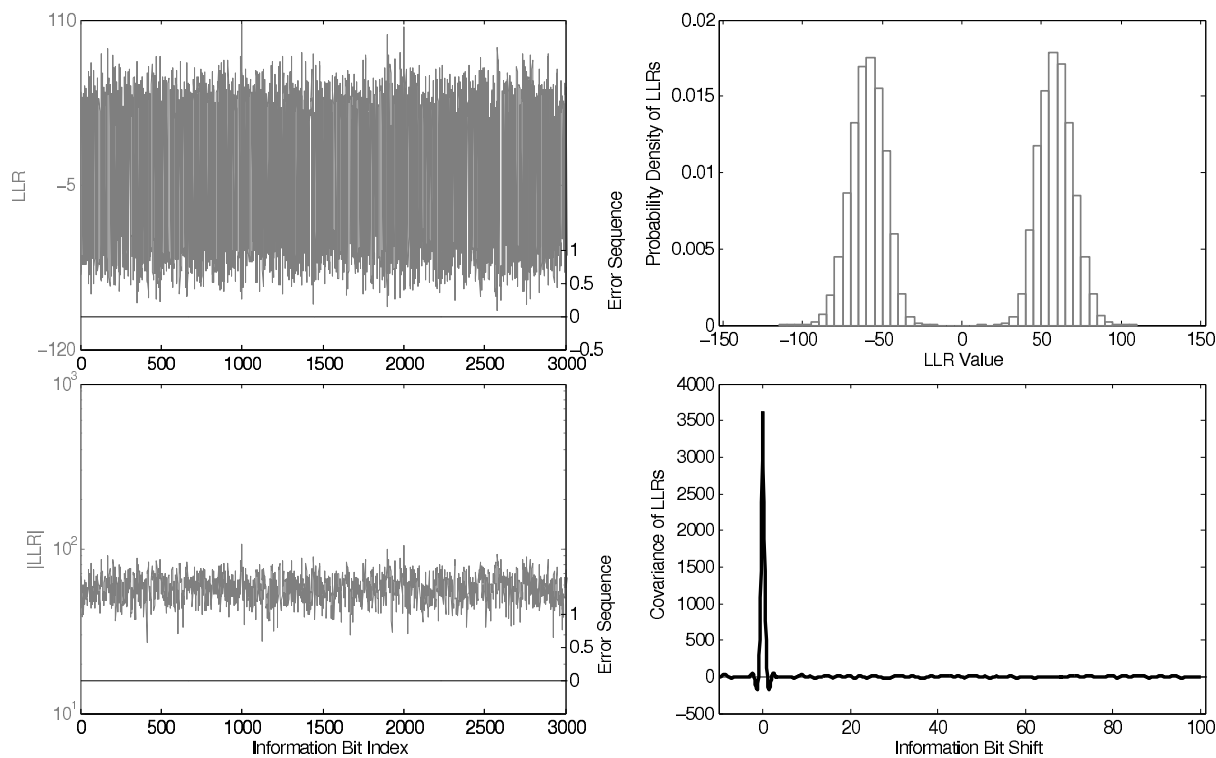 110
LLR
−5
−120
1
0.5
0
−0.5
Error Sequence
0 500 1000 1500 2000 2500 3000
0.02
0.015
0.01
0.005
0
Probability Density of LLRs
−150 −100 −50 0 50 100 150
LLR Value
10^3
10^2
10^1
|LLR|
1
0.5
0
Error Sequence
0 500 1000 1500 2000 2500 3000
Information Bit Index
4000
3500
3000
2500
2000
1500
1000
500
0
−500
Covariance of LLRs
0 20 40 60 80 100
Information Bit Shift